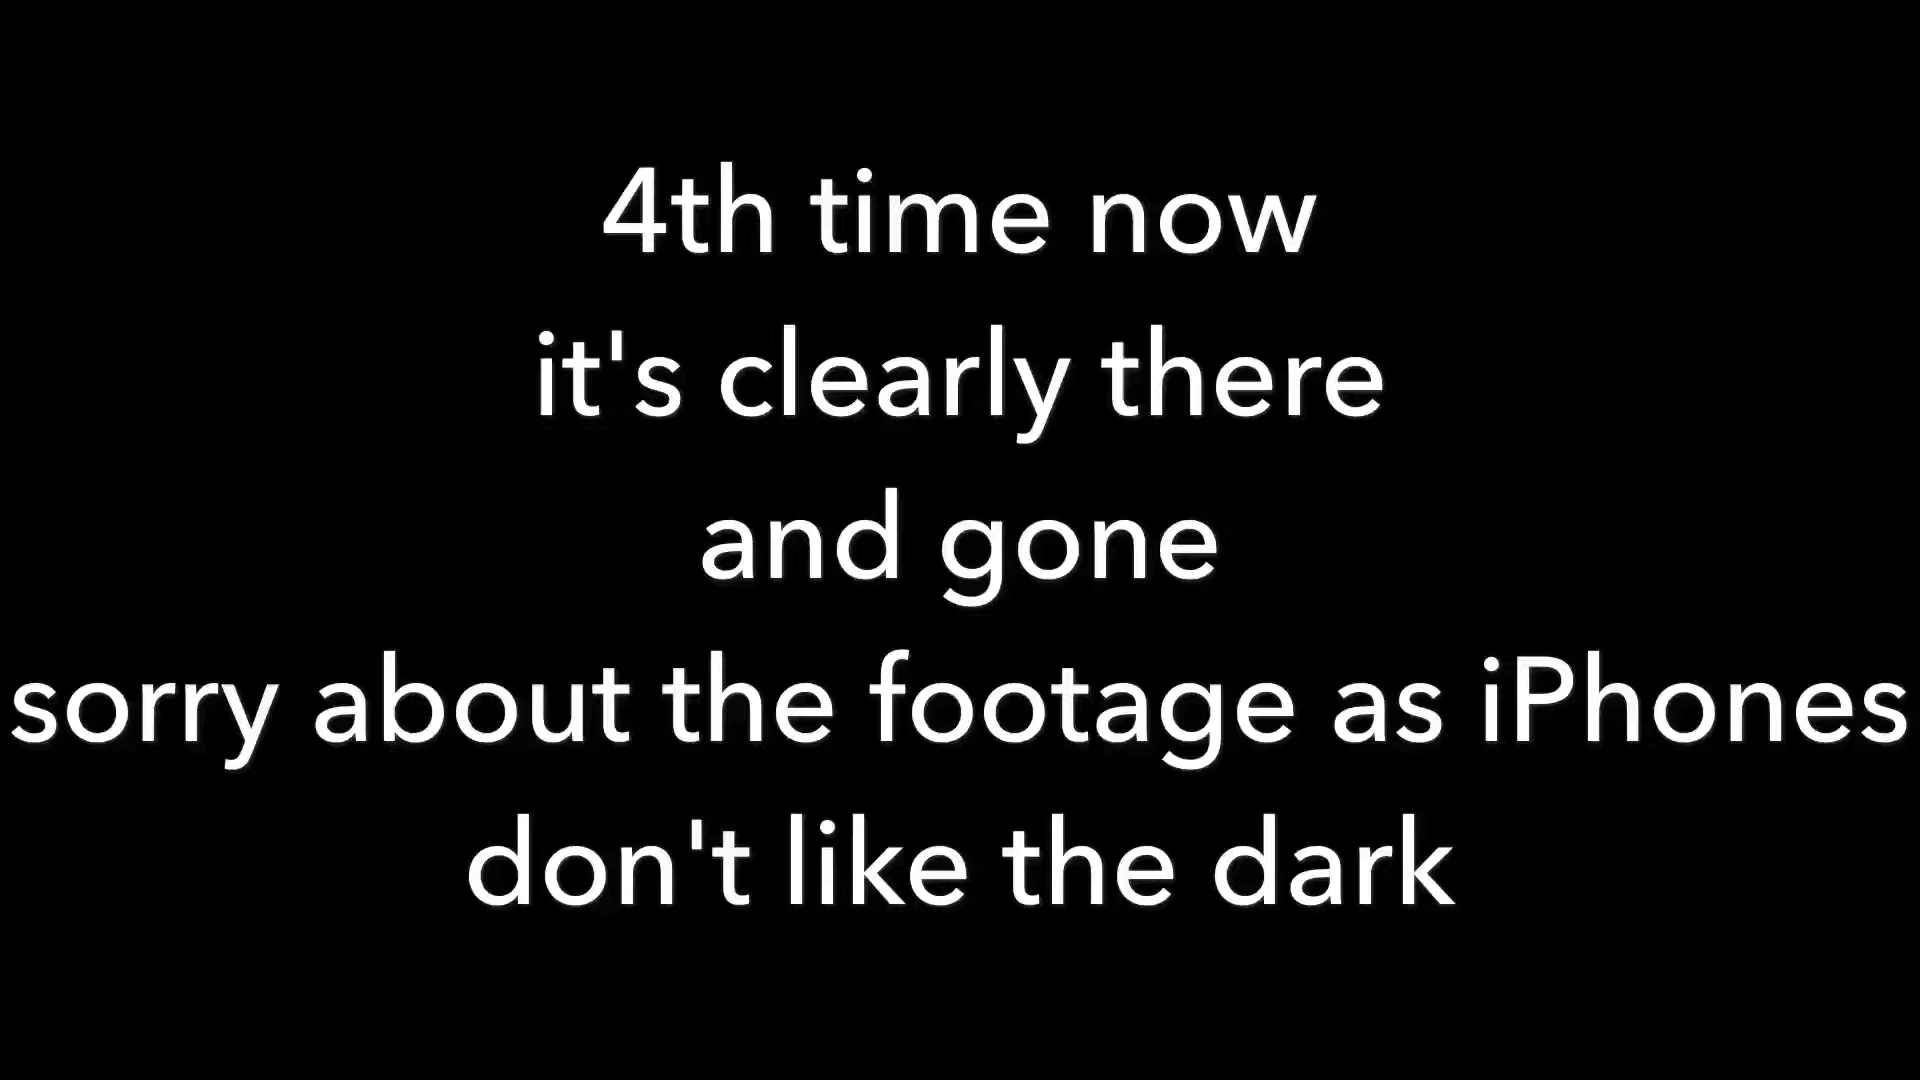 4th time now
it's clearly there
and gone
sorry about the footage as iPhones
don't like the dark